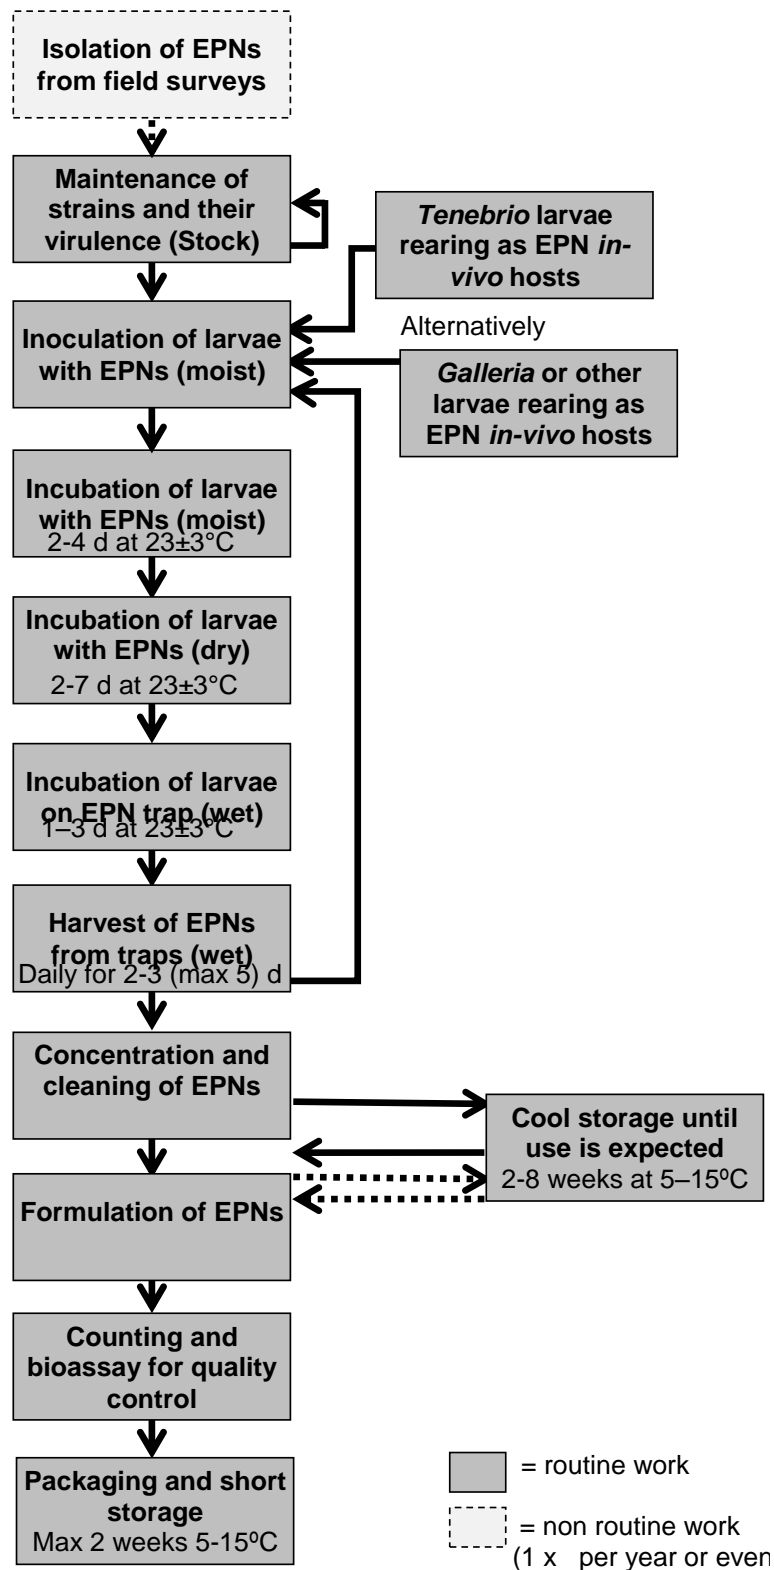 Isolation of EPNs
from field surveys
Maintenance of
strains and their
virulence (Stock)
Tenebrio larvae
rearing as EPN in-
vivo hosts
Alternatively
Inoculation of larvae
with EPNs (moist)
Galleria or other
larvae rearing as
EPN in-vivo hosts
Incubation of larvae
with EPNs (moist)
2-4 d at 23±3°C
Incubation of larvae
with EPNs (dry)
2-7 d at 23±3°C
Incubation of larvae
on EPN trap (wet)
1–3 d at 23±3°C
Harvest of EPNs
from traps (wet)
Daily for 2-3 (max 5) d
Concentration and
cleaning of EPNs
Cool storage until
use is expected
2-8 weeks at 5–15ºC
Formulation of EPNs
Counting and
bioassay for quality
control
Packaging and short
storage
Max 2 weeks 5-15ºC
= routine work
= non routine work
(1 x per year or even